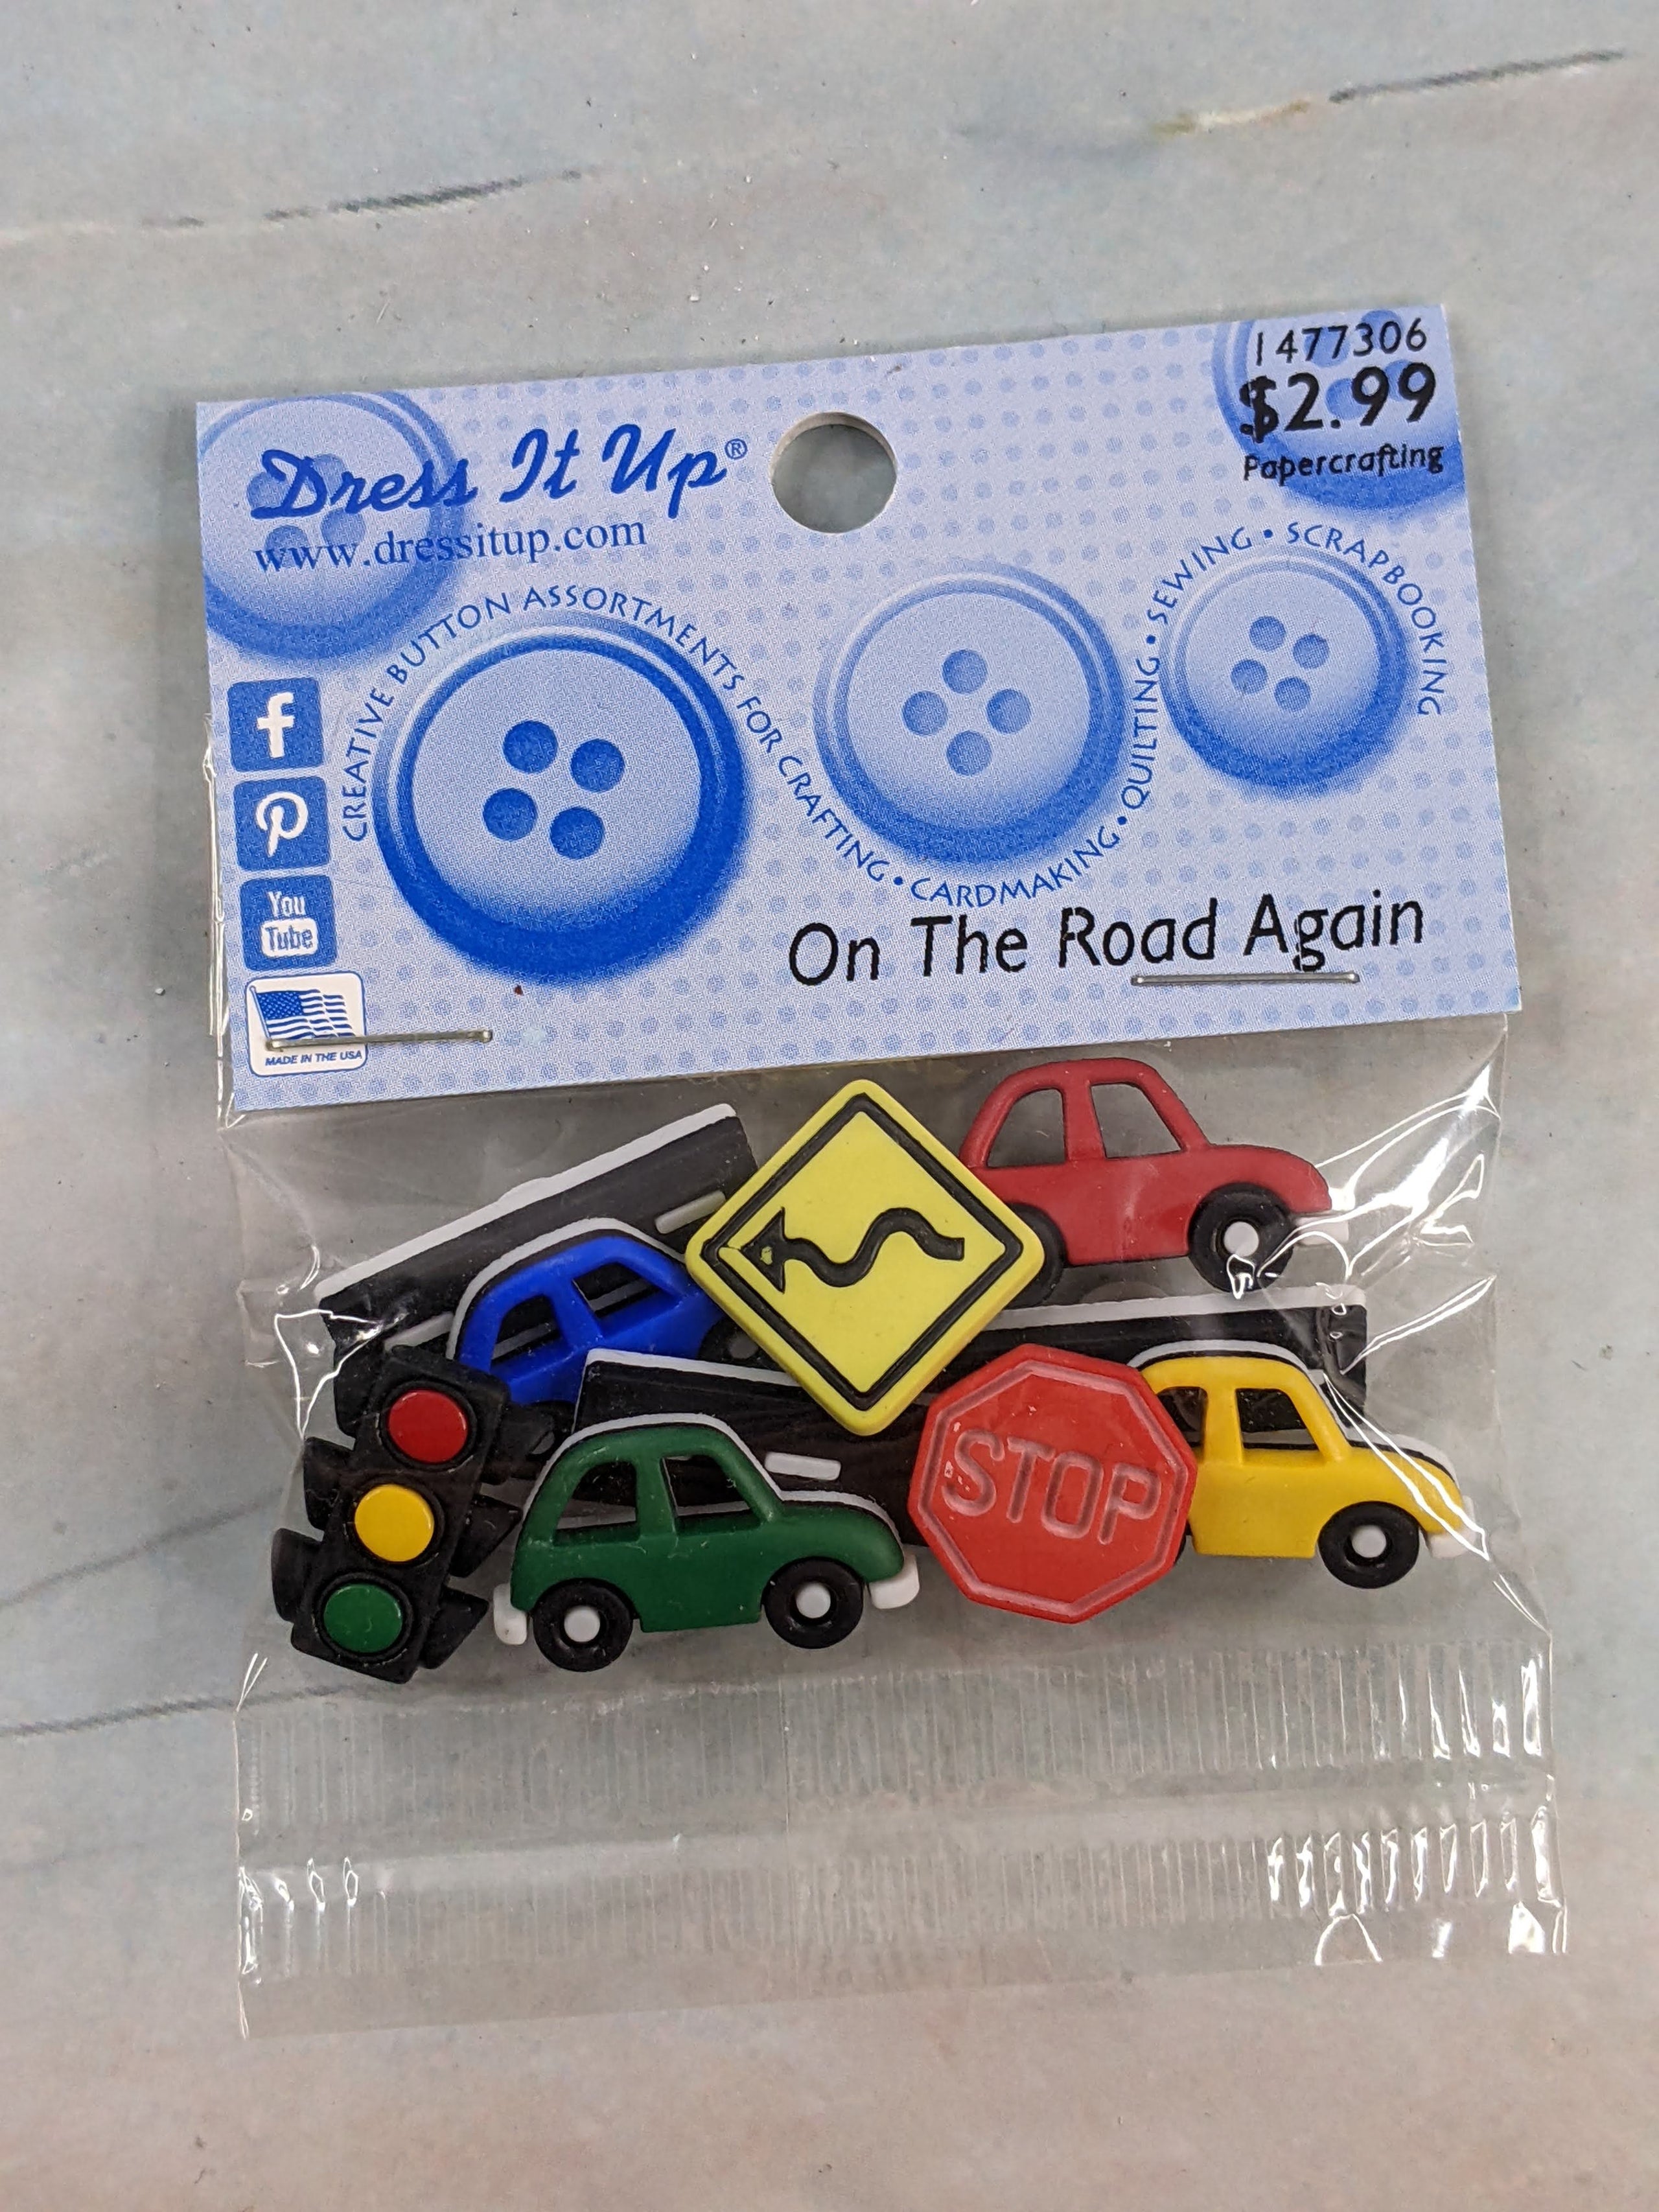 1477306
$2.99
Papercrafting
Dress It Up®
www.dressitup.com
CREATIVE BUTTON ASSORTMENTS FOR CRAFTING • CARDMAKING • QUILTING • SEWING • SCRAPBOOKING
f
P
You
Tube
On The Road Again
MADE IN THE USA
STOP